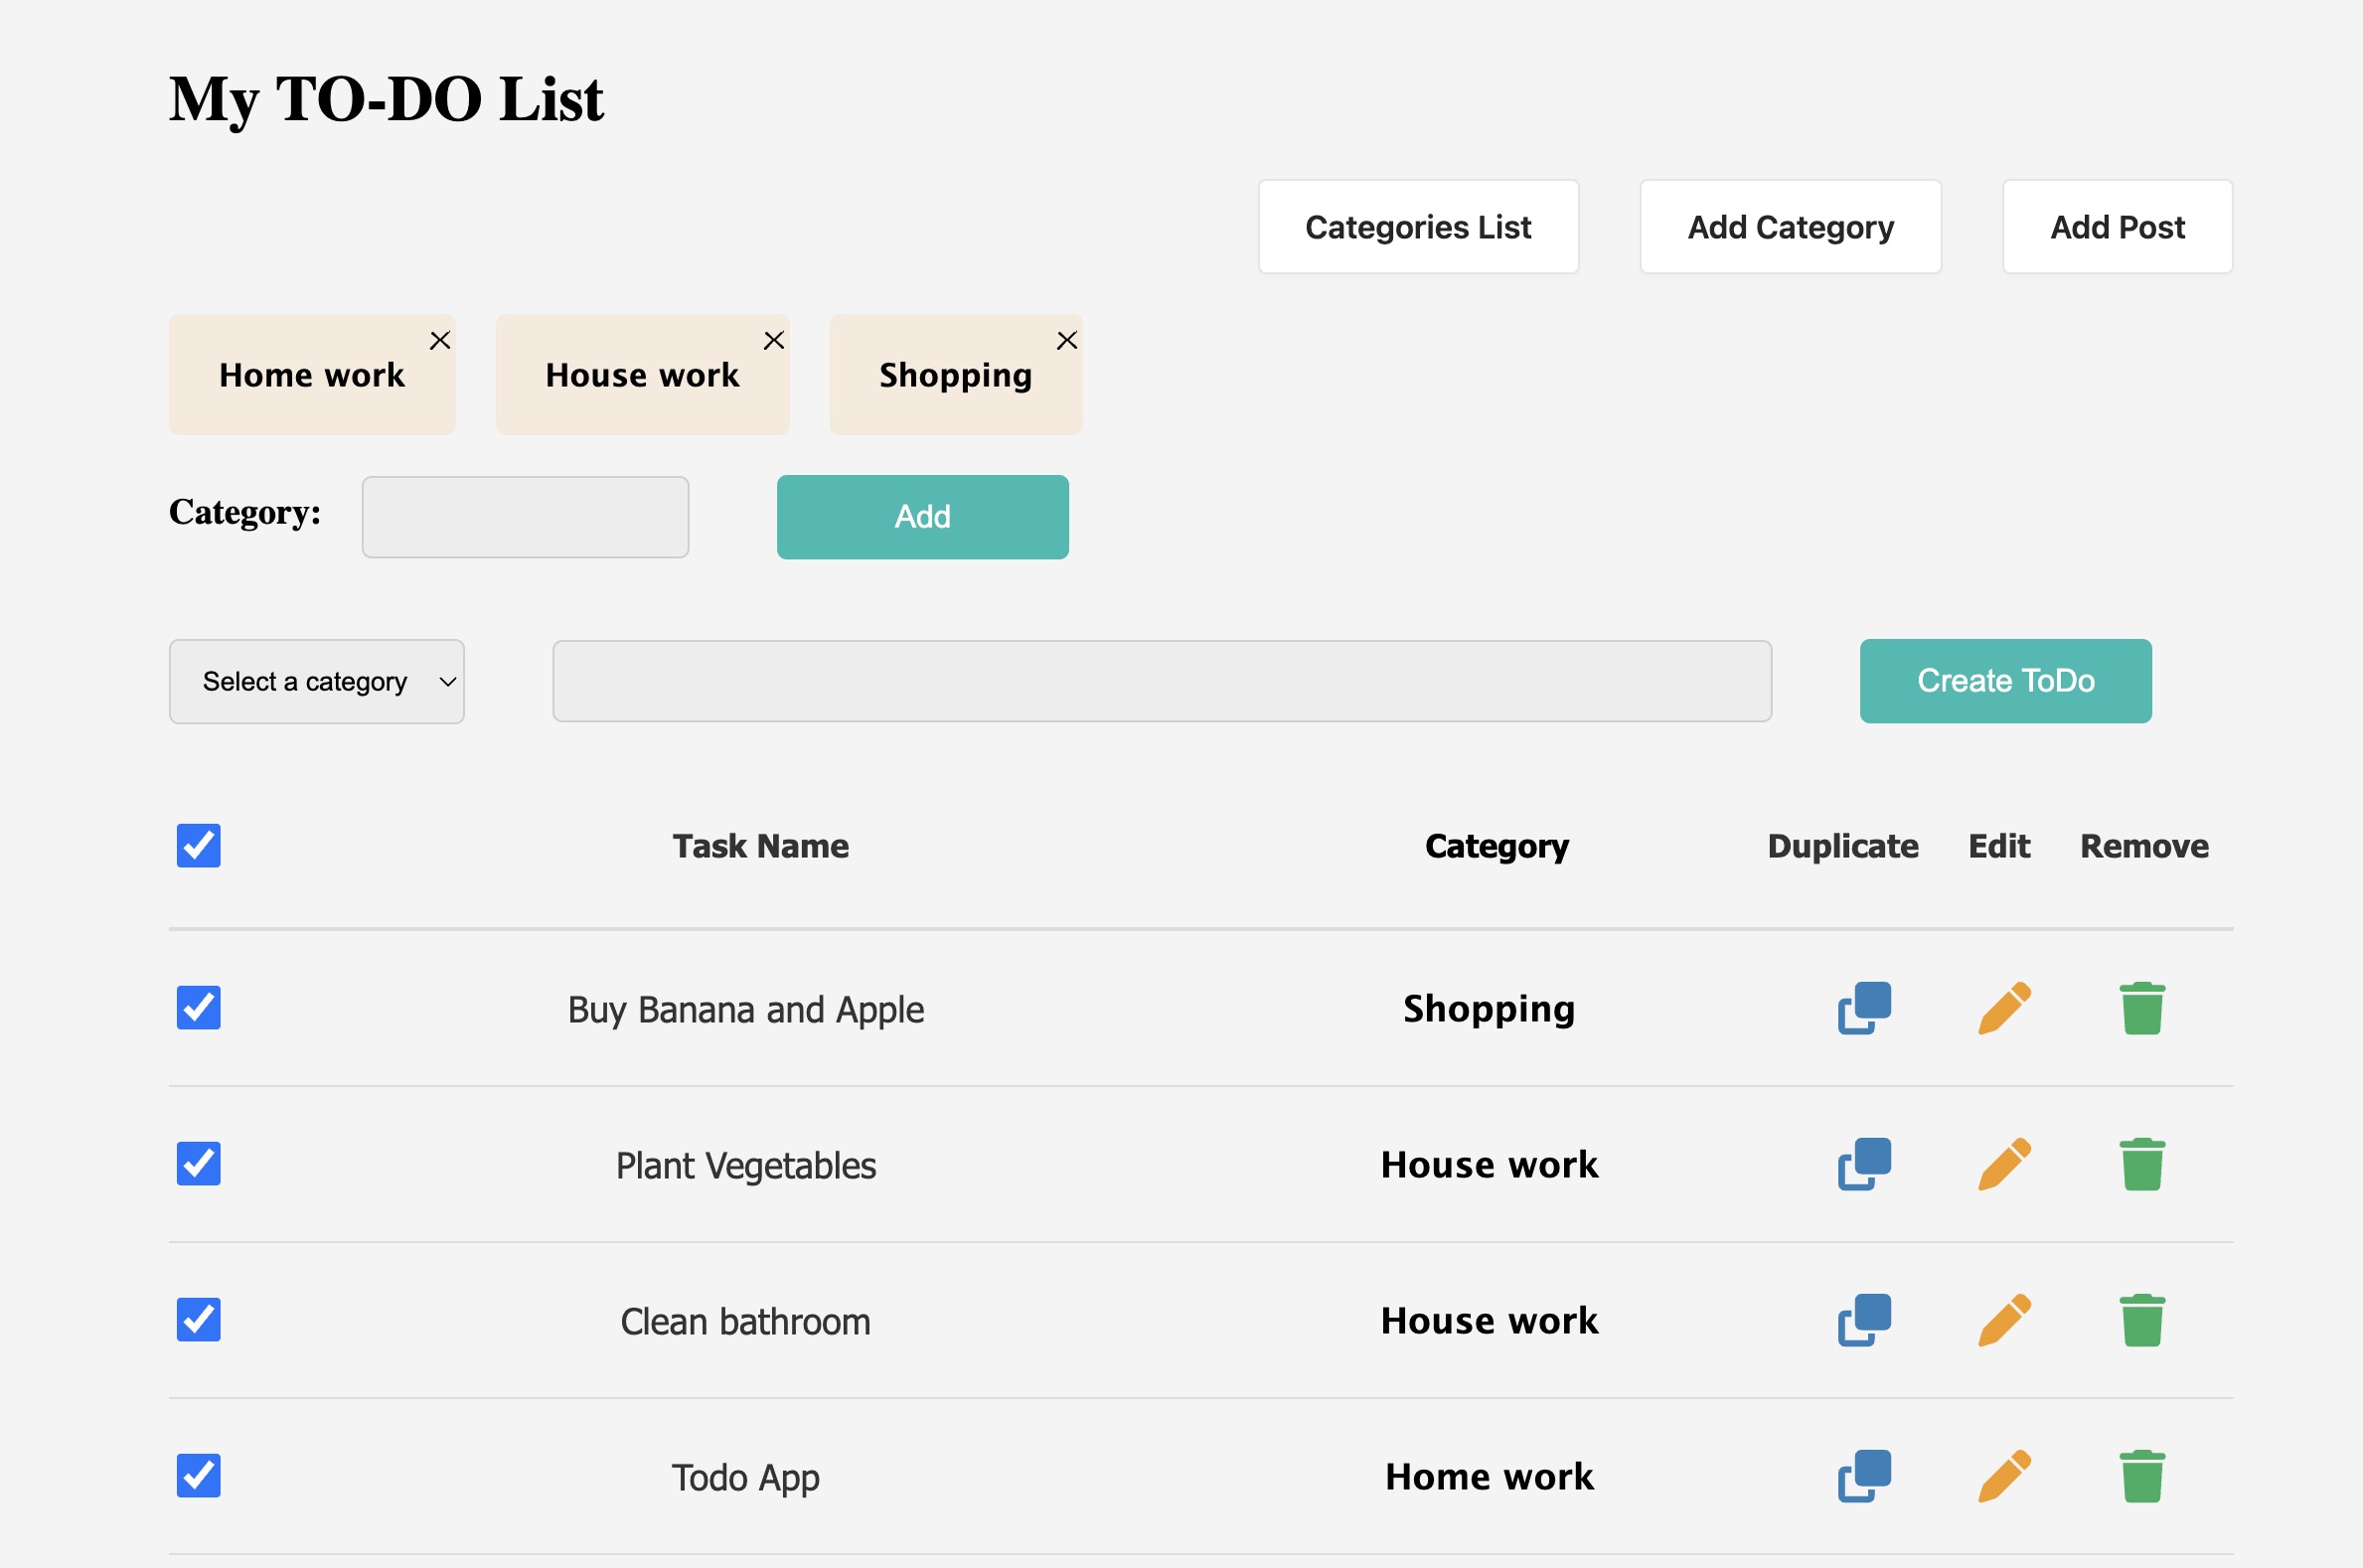 My TO-DO List
Categories List Add Category Add Post
Home work House work Shopping
Category: Add
Select a category Create ToDo
Task Name Category Duplicate Edit Remove
Buy Banana and Apple Shopping
Plant Vegetables House work
Clean bathroom House work
Todo App Home work